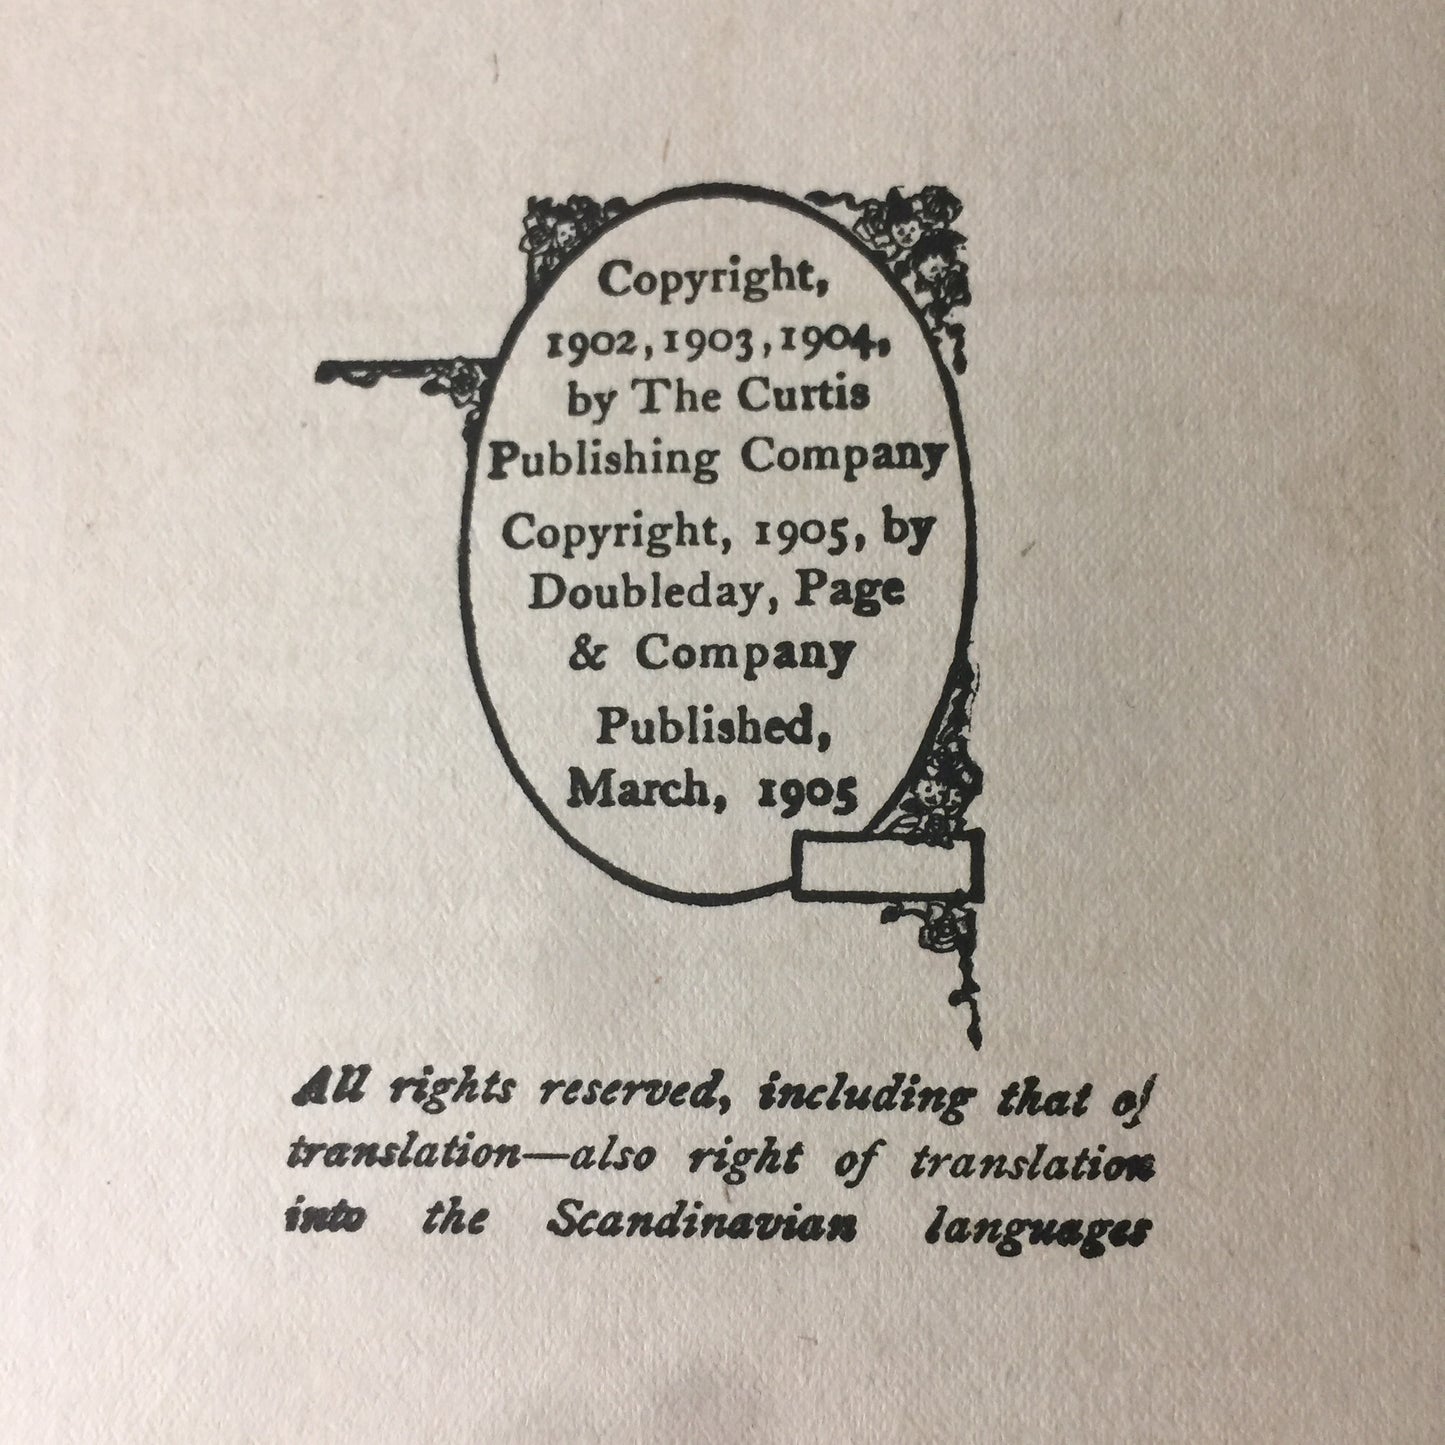 Copyright,
1902, 1903, 1904,
by The Curtis
Publishing Company
Copyright, 1905, by
Doubleday, Page
& Company
Published,
March, 1905
All rights reserved, including that of
translation—also right of translation
into the Scandinavian languages